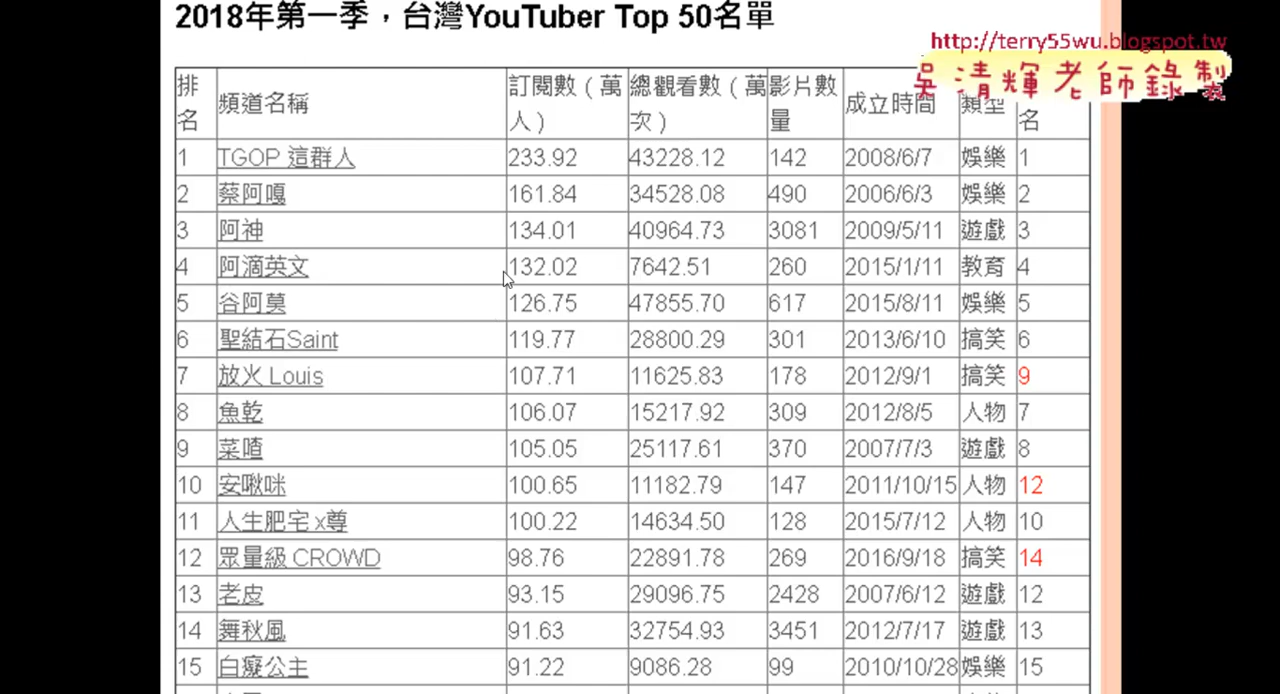 2018年第一季，台灣YouTuber Top 50名單
http://terry55wu.blogspot.tw
吳清輝老師錄製
排名 頻道名稱 訂閱數（萬人） 總觀看數（萬次） 影片數量 成立時間 類型 名
1 TGOP 這群人 233.92 43228.12 142 2008/6/7 娛樂 1
2 蔡阿嘎 161.84 34528.08 490 2006/6/3 娛樂 2
3 阿神 134.01 40964.73 3081 2009/5/11 遊戲 3
4 阿滴英文 132.02 7642.51 260 2015/1/11 教育 4
5 谷阿莫 126.75 47855.70 617 2015/8/11 娛樂 5
6 聖結石Saint 119.77 28800.29 301 2013/6/10 搞笑 6
7 放火 Louis 107.71 11625.83 178 2012/9/1 搞笑 9
8 魚乾 106.07 15217.92 309 2012/8/5 人物 7
9 菜喳 105.05 25117.61 370 2007/7/3 遊戲 8
10 安啾咪 100.65 11182.79 147 2011/10/15 人物 12
11 人生肥宅 x尊 100.22 14634.50 128 2015/7/12 人物 10
12 眾量級 CROWD 98.76 22891.78 269 2016/9/18 搞笑 14
13 老皮 93.15 29096.75 2428 2007/6/12 遊戲 12
14 舞秋風 91.63 32754.93 3451 2012/7/17 遊戲 13
15 白癡公主 91.22 9086.28 99 2010/10/28 娛樂 15